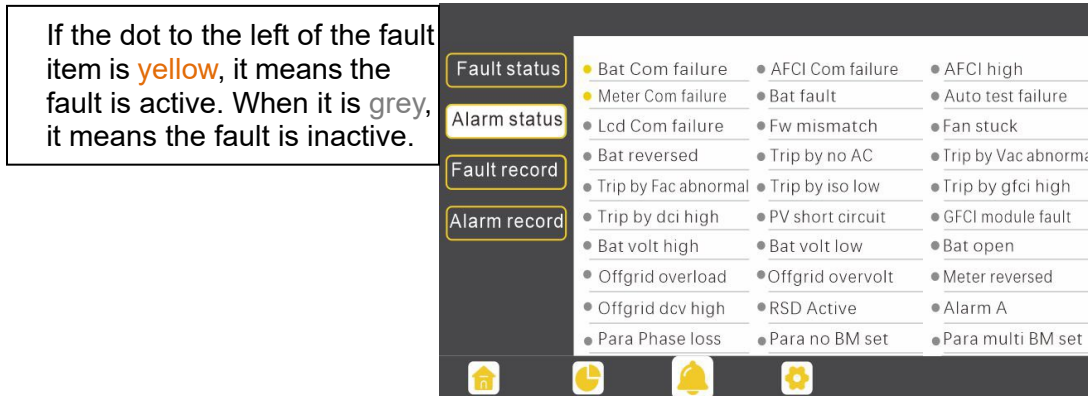 If the dot to the left of the fault
item is yellow, it means the
fault is active. When it is grey,
it means the fault is inactive.
Fault status
Alarm status
Fault record
Alarm record
Bat Com failure AFCI Com failure AFCI high
Meter Com failure Bat fault Auto test failure
Lcd Com failure Fw mismatch Fan stuck
Bat reversed Trip by no AC Trip by Vac abnorma
Trip by Fac abnormal Trip by iso low Trip by gfci high
Trip by dci high PV short circuit GFCI module fault
Bat volt high Bat volt low Bat open
Offgrid overload Offgrid overvolt Meter reversed
Offgrid dcv high RSD Active Alarm A
Para Phase loss Para no BM set Para multi BM set